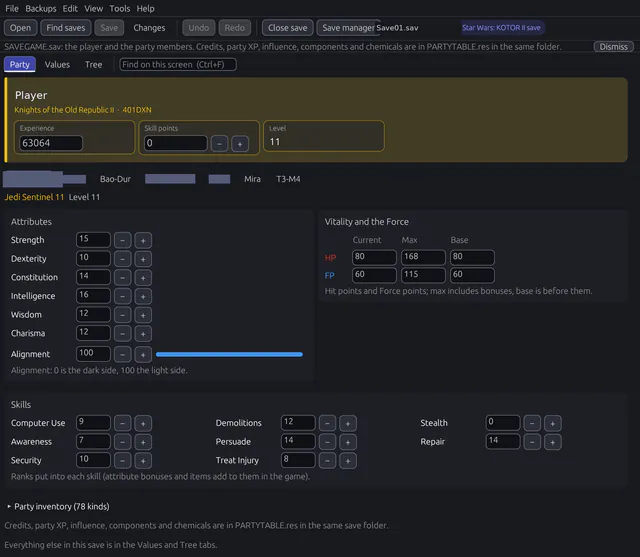 File Backups Edit View Tools Help
Open Find saves Save Changes Undo Redo Close save Save manager Save01.sav Star Wars: KOTOR II save
SAVEGAME.sav: the player and the party members. Credits, party XP, influence, components and chemicals are in PARTYTABLE.res in the same folder. Dismiss
Party Values Tree Find on this screen (Ctrl+F)
Player
Knights of the Old Republic II - 401DXN
Experience Skill points Level
63064 0 − + 11
Bao-Dur Mira T3-M4
Jedi Sentinel 11 Level 11
Attributes
Strength 15 − +
Dexterity 10 − +
Constitution 14 − +
Intelligence 16 − +
Wisdom 12 − +
Charisma 12 − +
Alignment 100 − +
Alignment: 0 is the dark side, 100 the light side.
Vitality and the Force
Current Max Base
HP 80 168 80
FP 60 115 60
Hit points and Force points; max includes bonuses, base is before them.
Skills
Computer Use 9 − + Demolitions 12 − + Stealth 0 − +
Awareness 7 − + Persuade 14 − + Repair 14 − +
Security 10 − + Treat Injury 8 − +
Ranks put into each skill (attribute bonuses and items add to them in the game).
▸ Party inventory (78 kinds)
Credits, party XP, influence, components and chemicals are in PARTYTABLE.res in the same save folder.
Everything else in this save is in the Values and Tree tabs.